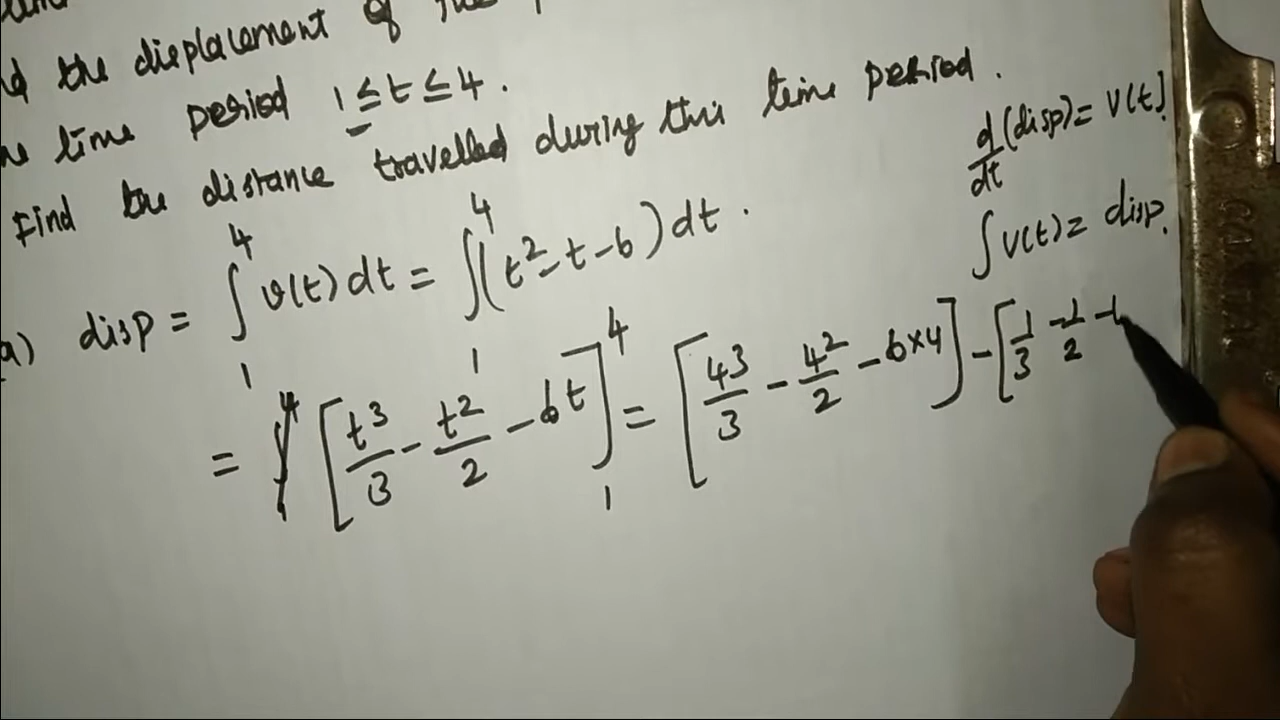 the displacement of the
time period 1 ≤ t ≤ 4.
Find the distance travelled during this time period.
d/dt (disp) = V(t).
∫ V(t) = disp.
a) disp = ∫₁⁴ v(t) dt = ∫₁⁴ (t² - t - 6) dt.
= [t³/3 - t²/2 - 6t]₁⁴ = [4³/3 - 4²/2 - 6×4] - [1/3 - 1/2 -